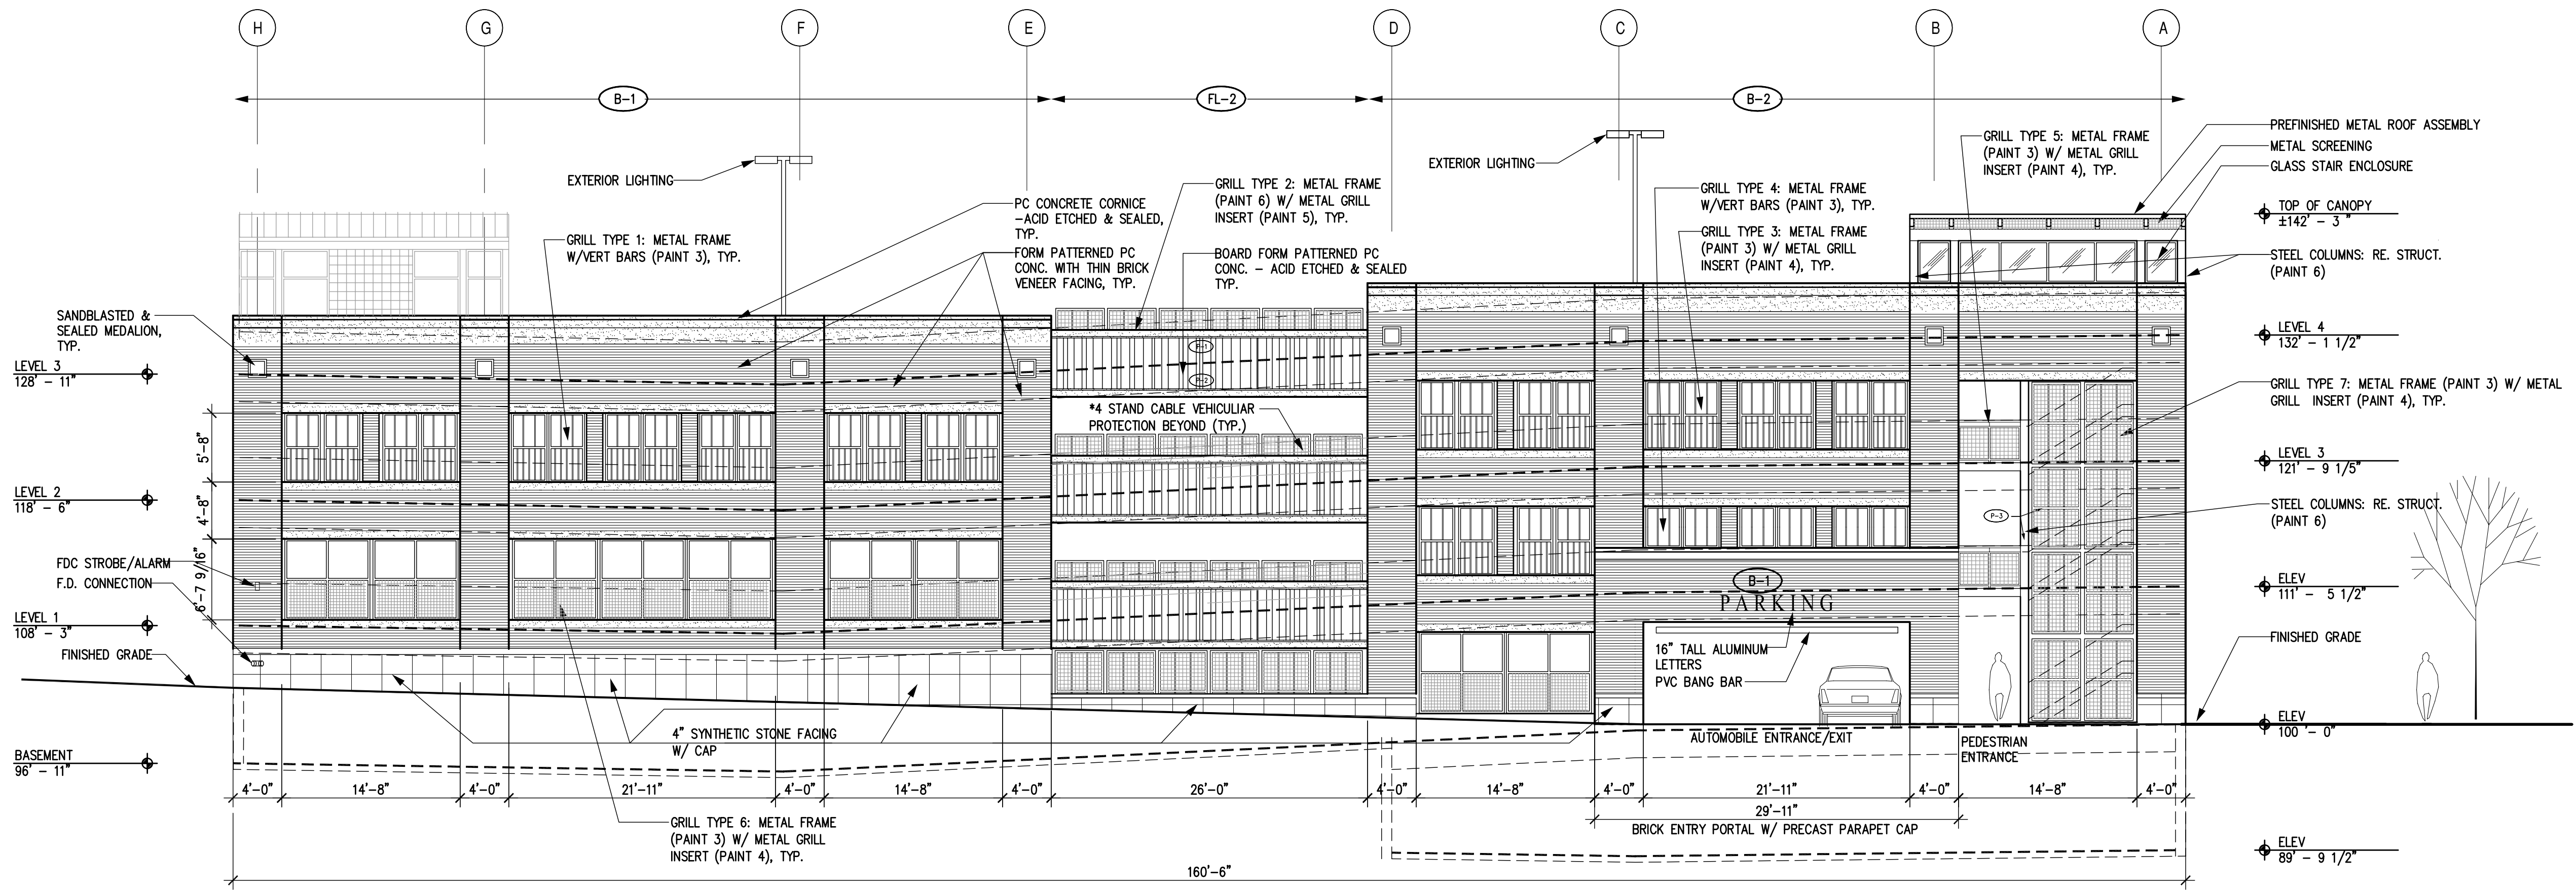 H
G
F
E
D
C
B
A
B-1
FL-2
B-2
EXTERIOR LIGHTING
GRILL TYPE 1: METAL FRAME
W/VERT BARS (PAINT 3), TYP.
PC CONCRETE CORNICE
-ACID ETCHED & SEALED,
TYP.
FORM PATTERNED PC
CONC. WITH THIN BRICK
VENEER FACING, TYP.
GRILL TYPE 2: METAL FRAME
(PAINT 6) W/ METAL GRILL
INSERT (PAINT 5), TYP.
BOARD FORM PATTERNED PC
CONC. - ACID ETCHED & SEALED
TYP.
EXTERIOR LIGHTING
GRILL TYPE 4: METAL FRAME
W/VERT BARS (PAINT 3), TYP.
GRILL TYPE 3: METAL FRAME
(PAINT 3) W/ METAL GRILL
INSERT (PAINT 4), TYP.
GRILL TYPE 5: METAL FRAME
(PAINT 3) W/ METAL GRILL
INSERT (PAINT 4), TYP.
PREFINISHED METAL ROOF ASSEMBLY
METAL SCREENING
GLASS STAIR ENCLOSURE
TOP OF CANOPY
±142' - 3 "
STEEL COLUMNS: RE. STRUCT.
(PAINT 6)
LEVEL 4
132' - 1 1/2"
GRILL TYPE 7: METAL FRAME (PAINT 3) W/ METAL
GRILL INSERT (PAINT 4), TYP.
LEVEL 3
121' - 9 1/5"
STEEL COLUMNS: RE. STRUCT.
(PAINT 6)
ELEV
111' - 5 1/2"
FINISHED GRADE
ELEV
100 '- 0"
ELEV
89' - 9 1/2"
SANDBLASTED &
SEALED MEDALION,
TYP.
LEVEL 3
128' - 11"
LEVEL 2
118' - 6"
FDC STROBE/ALARM
F.D. CONNECTION
LEVEL 1
108' - 3"
FINISHED GRADE
BASEMENT
96' - 11"
5'-8"
4'-8"
6'-7 9/16"
P-1
P-2
*4 STAND CABLE VEHICULIAR
PROTECTION BEYOND (TYP.)
P-3
B-1
PARKING
16" TALL ALUMINUM
LETTERS
PVC BANG BAR
4" SYNTHETIC STONE FACING
W/ CAP
AUTOMOBILE ENTRANCE/EXIT
PEDESTRIAN
ENTRANCE
4'-0"
14'-8"
4'-0"
21'-11"
4'-0"
14'-8"
4'-0"
26'-0"
4'-0"
14'-8"
4'-0"
21'-11"
4'-0"
14'-8"
4'-0"
29'-11"
BRICK ENTRY PORTAL W/ PRECAST PARAPET CAP
GRILL TYPE 6: METAL FRAME
(PAINT 3) W/ METAL GRILL
INSERT (PAINT 4), TYP.
160'-6"